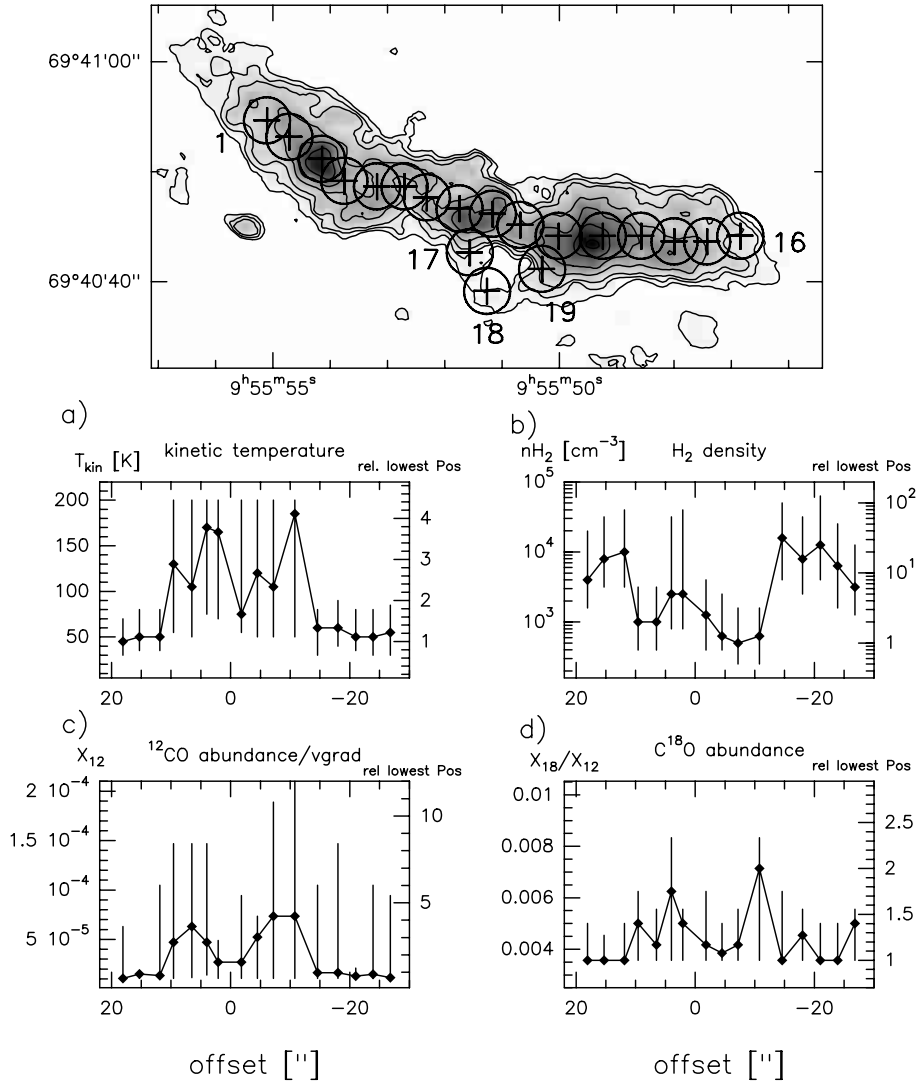 69°41'00"
1
16
17
69°40'40"
18
19
9ʰ55ᵐ55ˢ 9ʰ55ᵐ50ˢ
a)
T_kin [K] kinetic temperature rel. lowest Pos
200
150
100
50
4
3
2
1
20 0 −20
b)
nH₂ [cm⁻³] H₂ density rel lowest Pos
10⁵
10⁴
10³
10²
10¹
1
20 0 −20
c)
X₁₂ ¹²CO abundance/vgrad rel lowest Pos
2 10⁻⁴
1.5 10⁻⁴
10⁻⁴
5 10⁻⁵
10
5
20 0 −20
offset ["]
d)
X₁₈/X₁₂ C¹⁸O abundance rel lowest Pos
0.01
0.008
0.006
0.004
2.5
2
1.5
1
20 0 −20
offset ["]